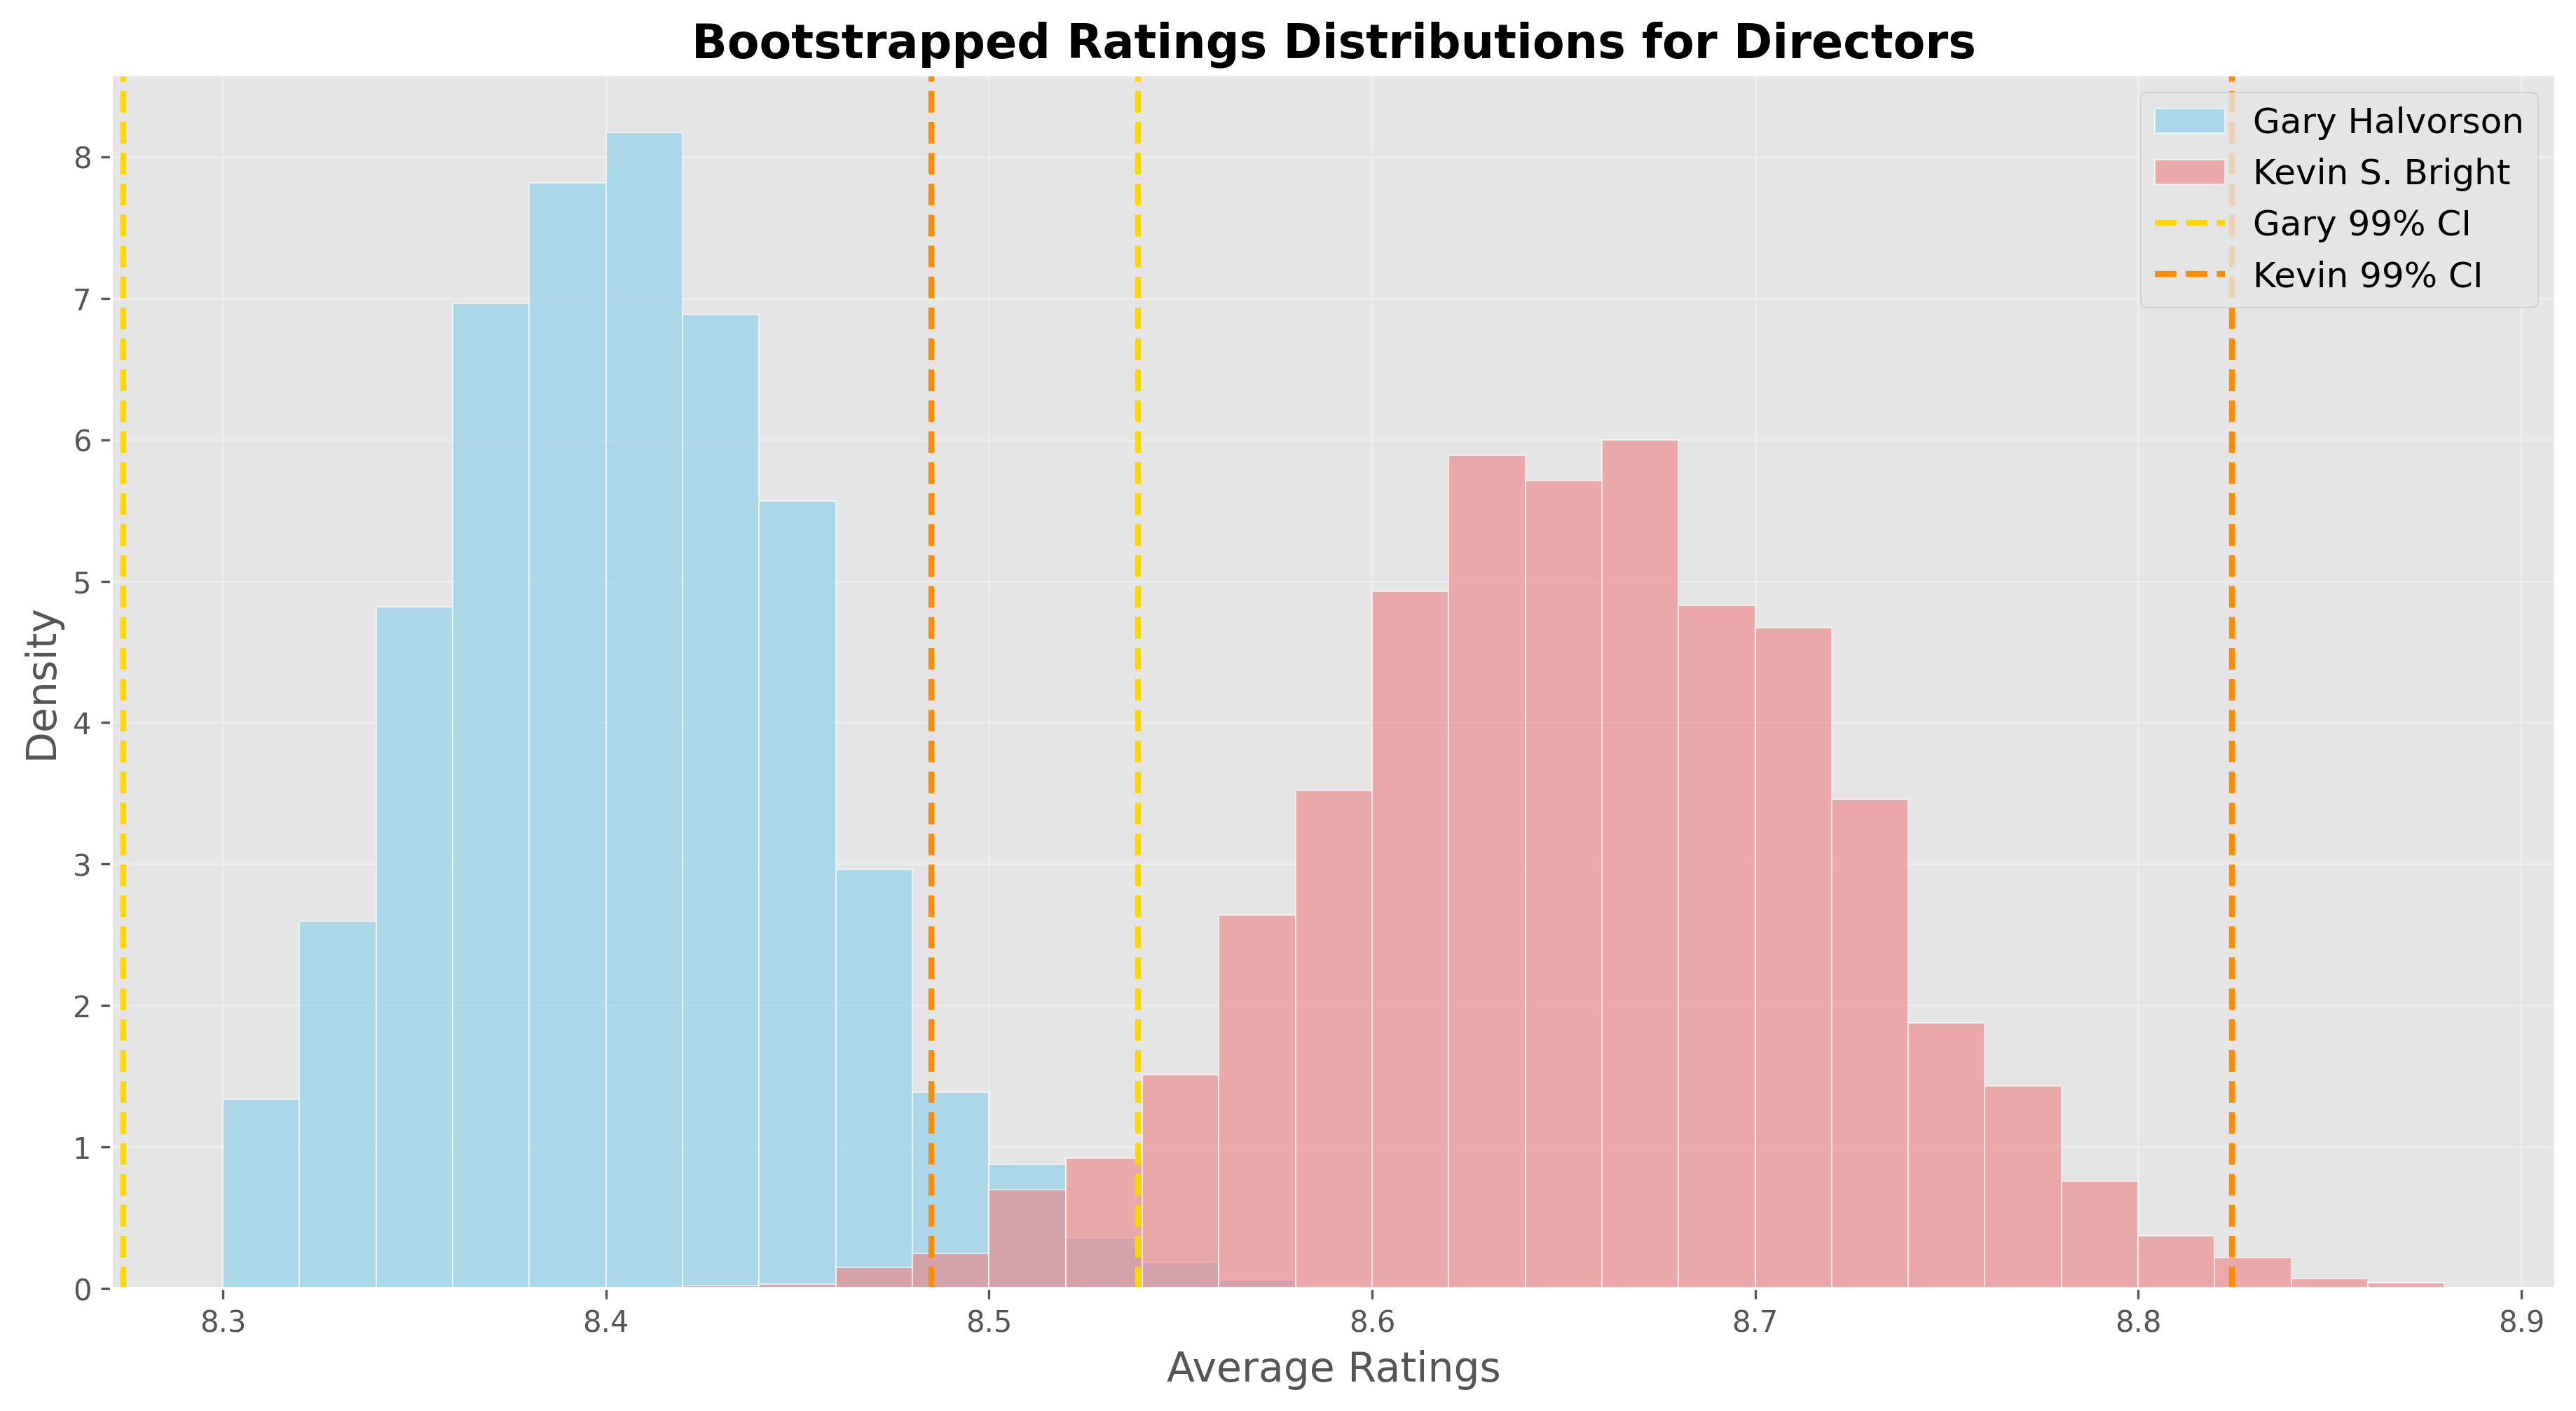 Bootstrapped Ratings Distributions for Directors
Gary Halvorson
Kevin S. Bright
Gary 99% CI
Kevin 99% CI
Density
8
7
6
5
4
3
2
1
0
8.3 8.4 8.5 8.6 8.7 8.8 8.9
Average Ratings